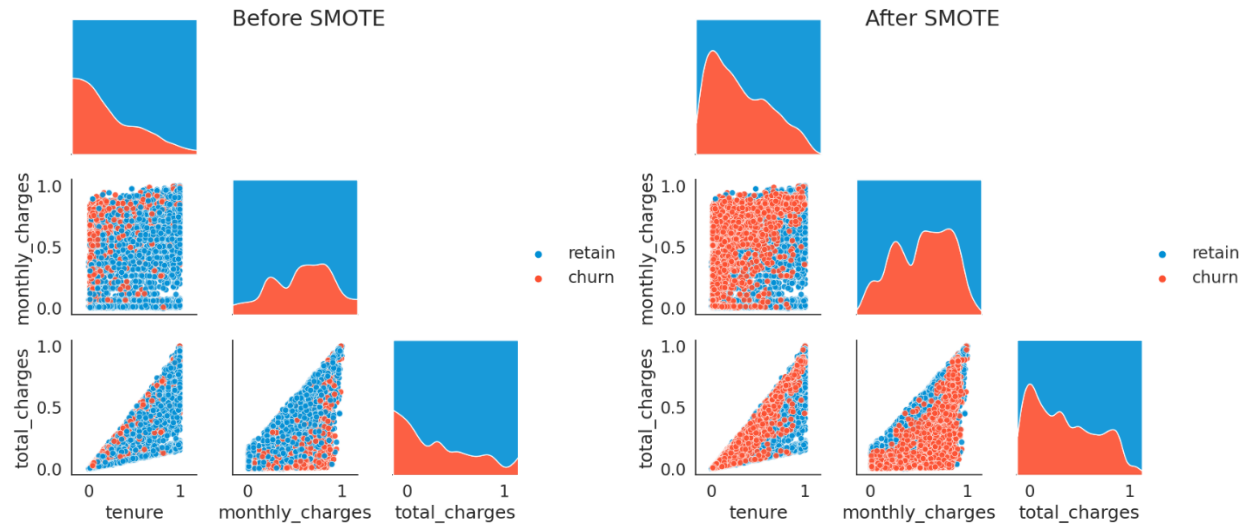 Before SMOTE
monthly_charges
1.0
0.5
0.0
retain
churn
total_charges
1.0
0.5
0.0
0 1
0 1
0 1
tenure
monthly_charges
total_charges
After SMOTE
monthly_charges
1.0
0.5
0.0
retain
churn
total_charges
1.0
0.5
0.0
0 1
0 1
0 1
tenure
monthly_charges
total_charges